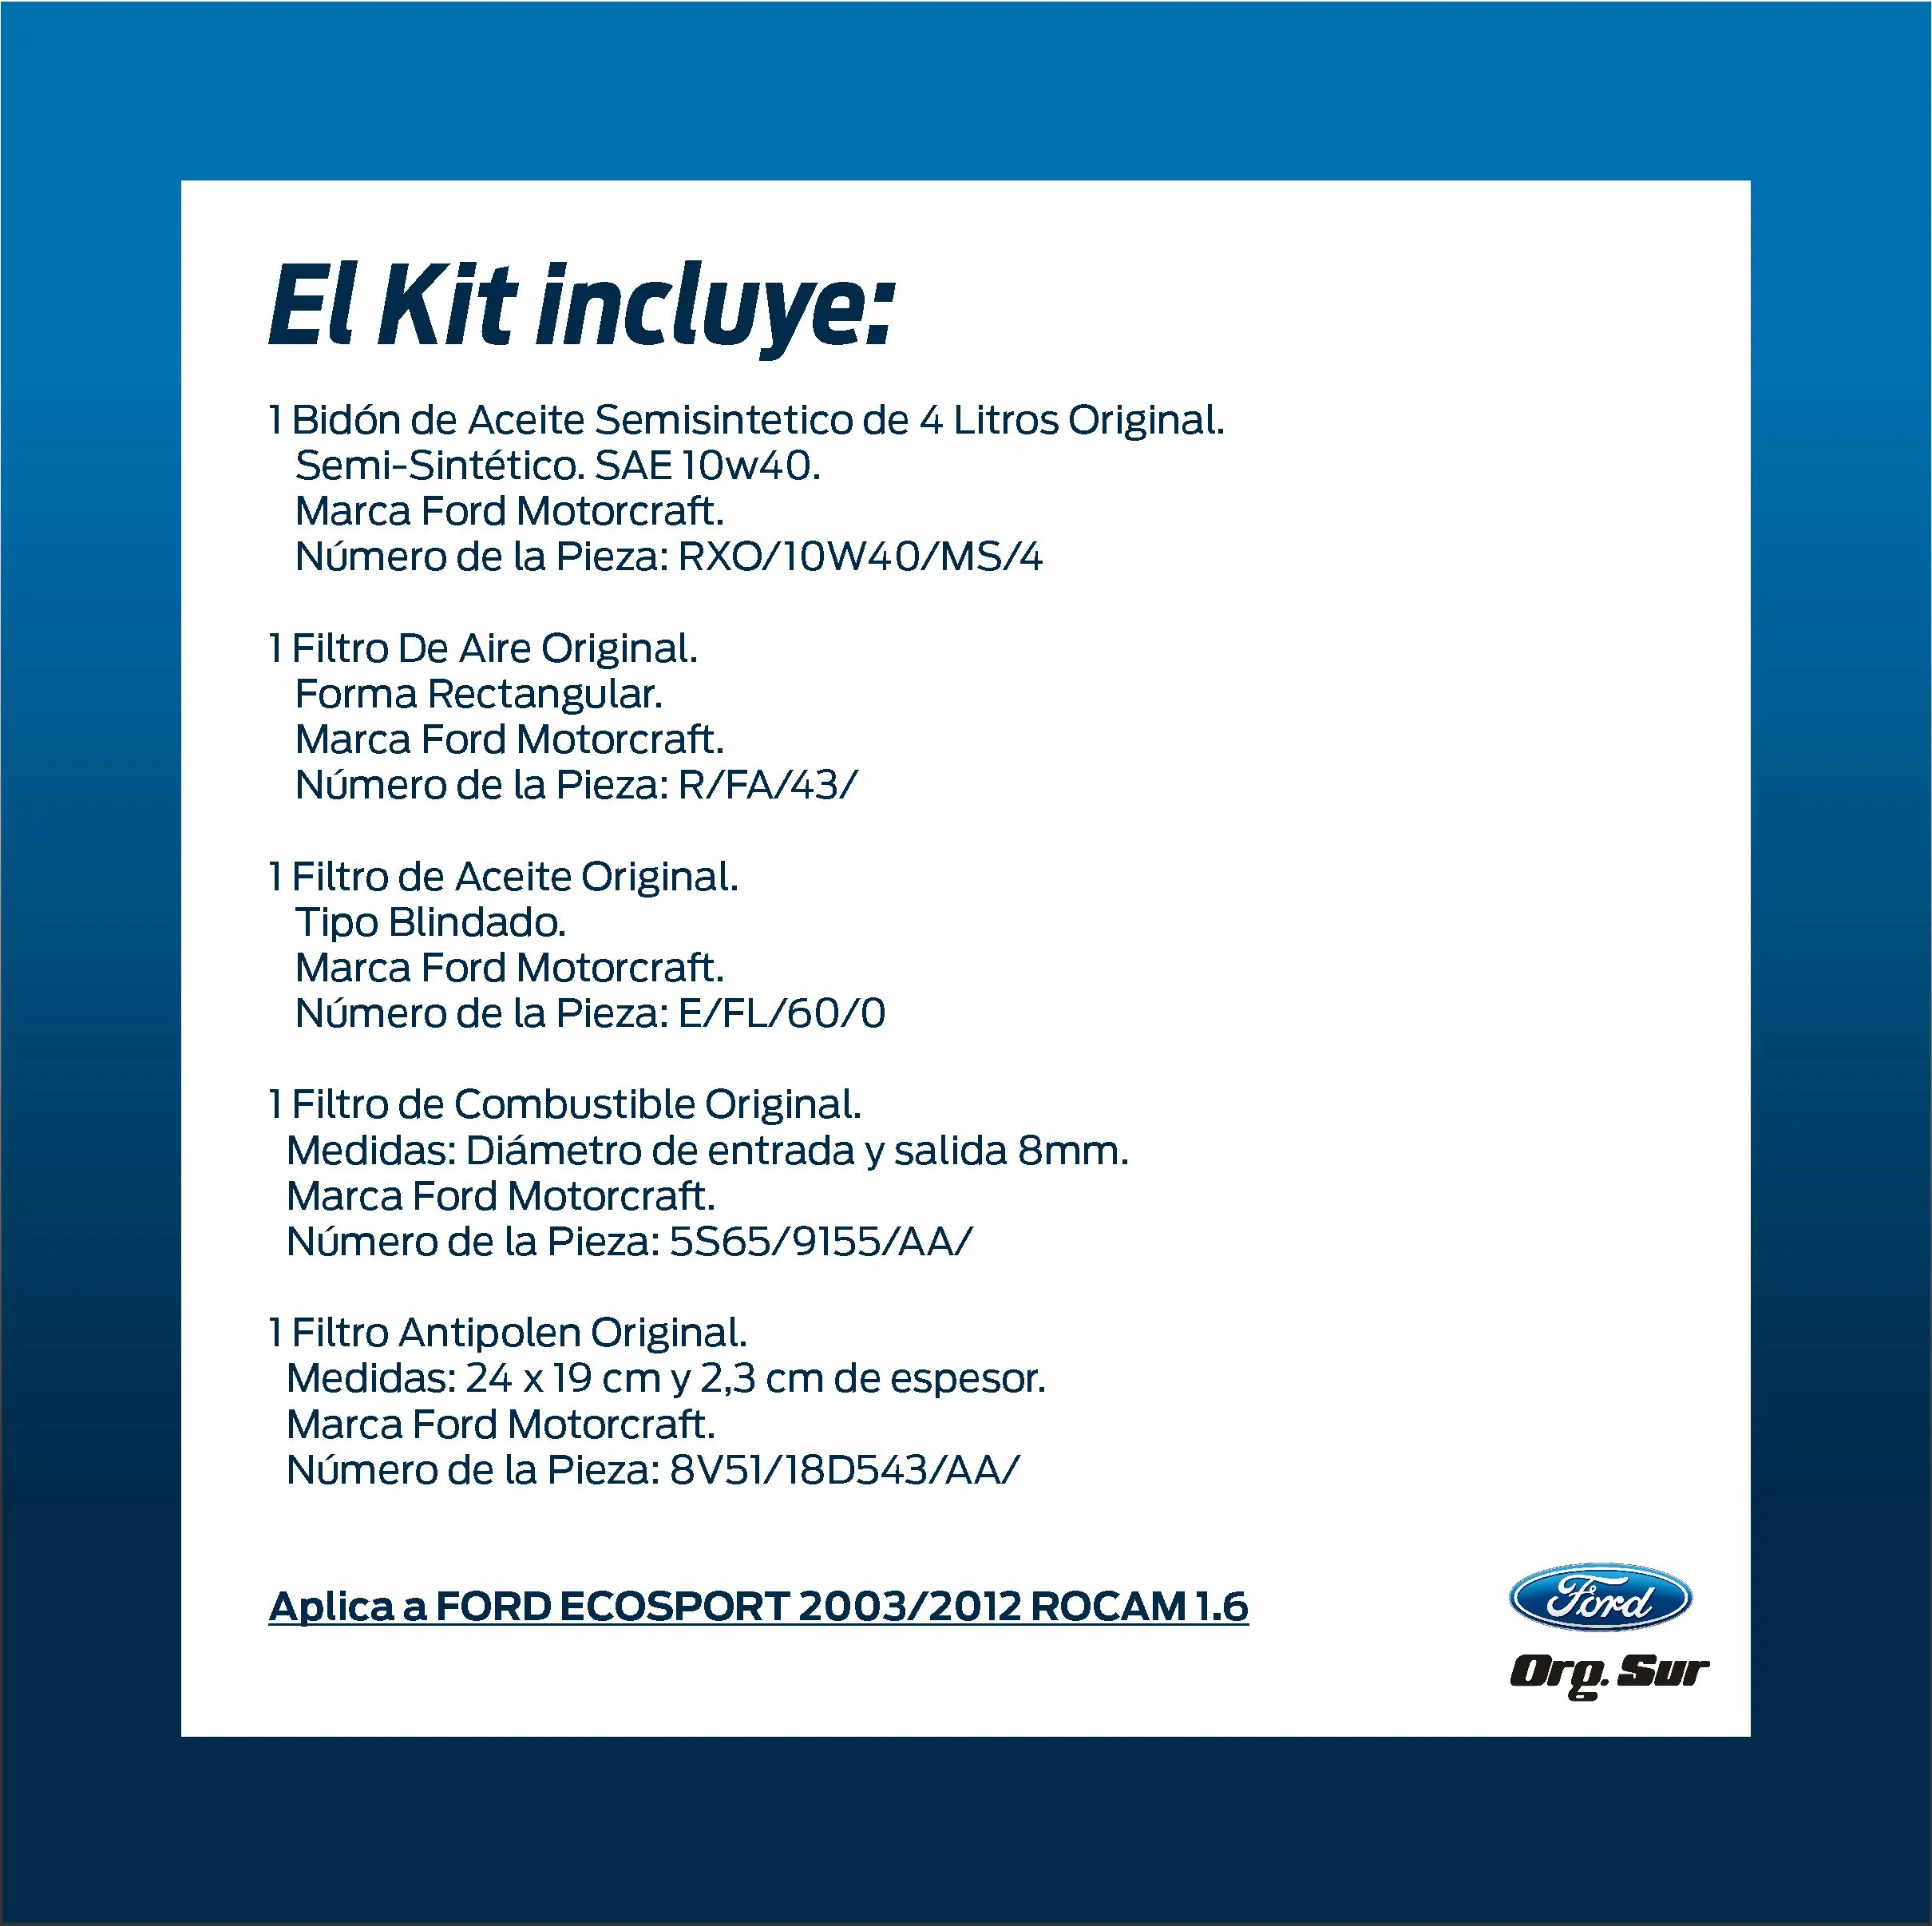 El Kit incluye:
1 Bidón de Aceite Semisintetico de 4 Litros Original.
Semi-Sintético. SAE 10w40.
Marca Ford Motorcraft.
Número de la Pieza: RXO/10W40/MS/4
1 Filtro De Aire Original.
Forma Rectangular.
Marca Ford Motorcraft.
Número de la Pieza: R/FA/43/
1 Filtro de Aceite Original.
Tipo Blindado.
Marca Ford Motorcraft.
Número de la Pieza: E/FL/60/0
1 Filtro de Combustible Original.
Medidas: Diámetro de entrada y salida 8mm.
Marca Ford Motorcraft.
Número de la Pieza: 5S65/9155/AA/
1 Filtro Antipolen Original.
Medidas: 24 x 19 cm y 2,3 cm de espesor.
Marca Ford Motorcraft.
Número de la Pieza: 8V51/18D543/AA/
Aplica a FORD ECOSPORT 2003/2012 ROCAM 1.6
Ford
Org. Sur